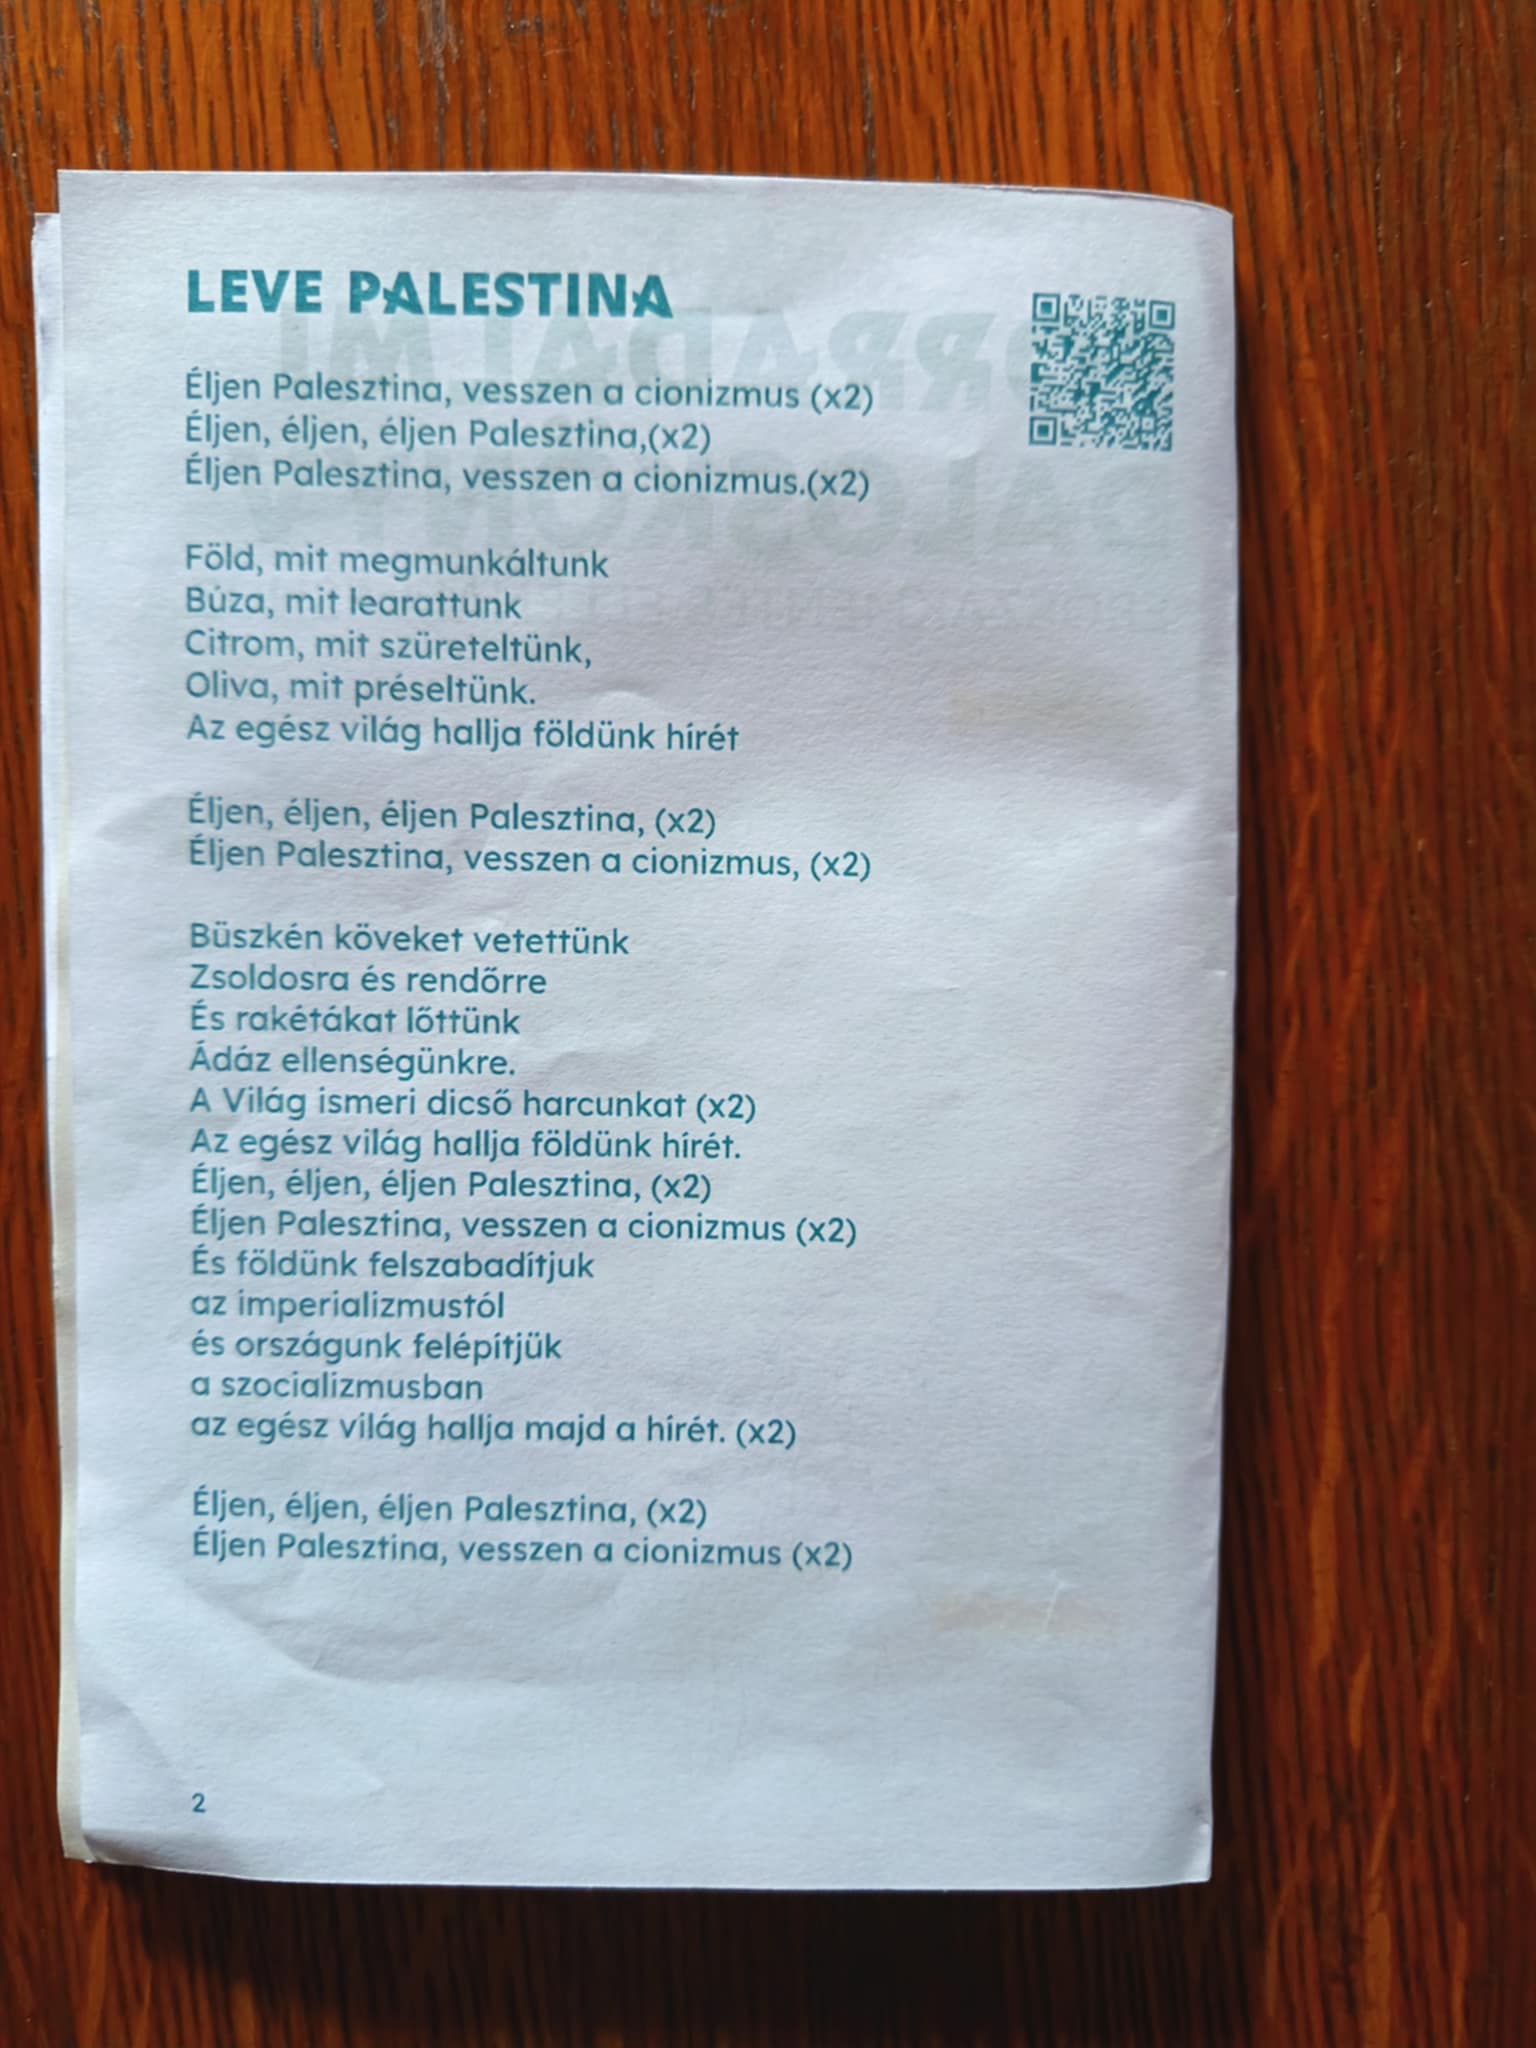 LEVE PALESTINA
Éljen Palesztina, vesszen a cionizmus (x2)
Éljen, éljen, éljen Palesztina,(x2)
Éljen Palesztina, vesszen a cionizmus.(x2)
Föld, mit megmunkáltunk
Búza, mit learattunk
Citrom, mit szüreteltünk,
Oliva, mit préseltünk.
Az egész világ hallja földünk hírét
Éljen, éljen, éljen Palesztina, (x2)
Éljen Palesztina, vesszen a cionizmus, (x2)
Büszkén köveket vetettünk
Zsoldosra és rendőrre
És rakétákat lőttünk
Ádáz ellenségünkre.
A Világ ismeri dicső harcunkat (x2)
Az egész világ hallja földünk hírét.
Éljen, éljen, éljen Palesztina, (x2)
Éljen Palesztina, vesszen a cionizmus (x2)
És földünk felszabadítjuk
az imperializmustól
és országunk felépítjük
a szocializmusban
az egész világ hallja majd a hírét. (x2)
Éljen, éljen, éljen Palesztina, (x2)
Éljen Palesztina, vesszen a cionizmus (x2)
2